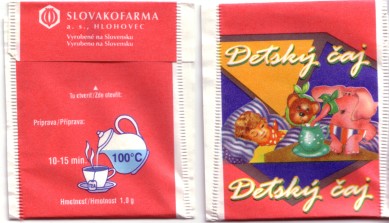 SLOVAKOFARMA
a. s., HLOHOVEC
Vyrobené na Slovensku
Vyrobeno na Slovensku
Tu otvoriť/Zde otevřít:
Príprava/Příprava:
100°C
10-15 min
Hmotnosť/Hmotnost 1,0 g
Detský čaj
Detský čaj